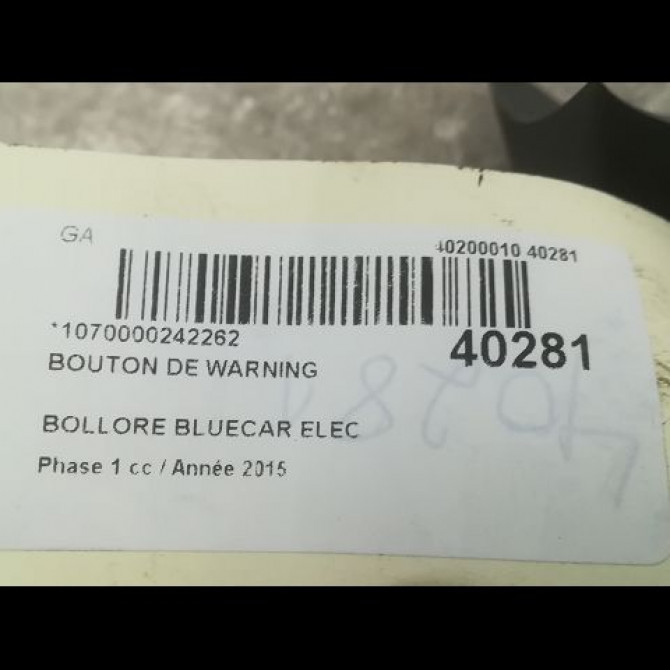 GA
40200010 40281
*1070000242262
40281
BOUTON DE WARNING
BOLLORE BLUECAR ELEC
Phase 1 cc / Année 2015